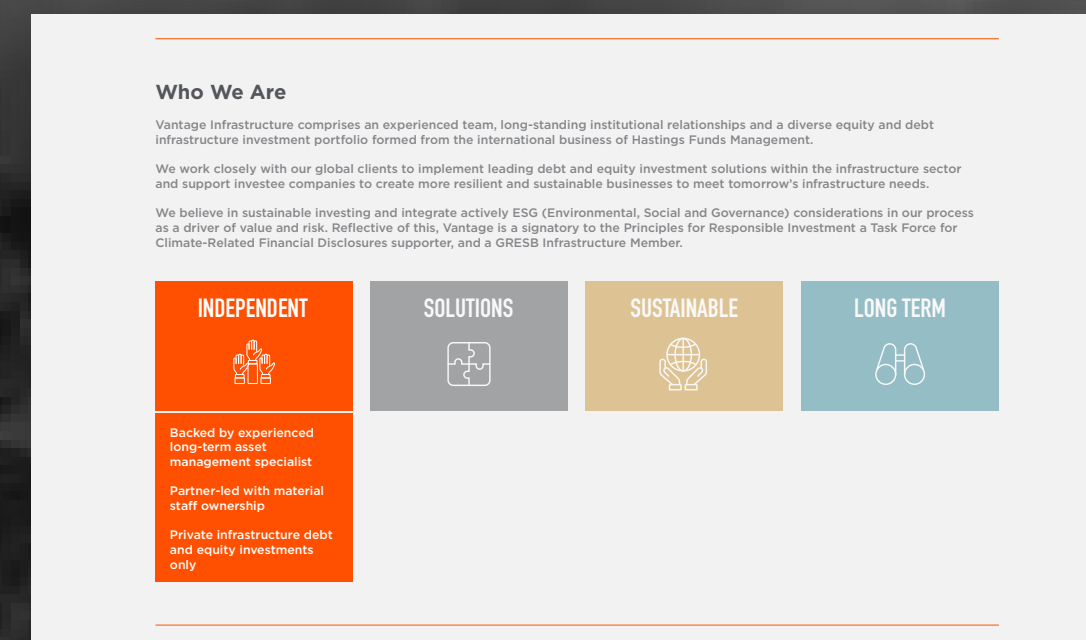 Who We Are
Vantage Infrastructure comprises an experienced team, long-standing institutional relationships and a diverse equity and debt
infrastructure investment portfolio formed from the international business of Hastings Funds Management.
We work closely with our global clients to implement leading debt and equity investment solutions within the infrastructure sector
and support investee companies to create more resilient and sustainable businesses to meet tomorrow’s infrastructure needs.
We believe in sustainable investing and integrate actively ESG (Environmental, Social and Governance) considerations in our process
as a driver of value and risk. Reflective of this, Vantage is a signatory to the Principles for Responsible Investment a Task Force for
Climate-Related Financial Disclosures supporter, and a GRESB Infrastructure Member.
INDEPENDENT
SOLUTIONS
SUSTAINABLE
LONG TERM
Backed by experienced
long-term asset
management specialist
Partner-led with material
staff ownership
Private infrastructure debt
and equity investments
only